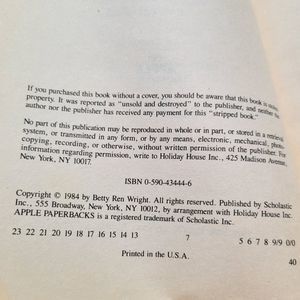 If you purchased this book without a cover, you should be aware that this book is stolen
property. It was reported as "unsold and destroyed" to the publisher, and neither the
author nor the publisher has received any payment for this "stripped book."
No part of this publication may be reproduced in whole or in part, or stored in a retrieval
system, or transmitted in any form, or by any means, electronic, mechanical, photo-
copying, recording, or otherwise, without written permission of the publisher. For
information regarding permission, write to Holiday House Inc., 425 Madison Avenue,
New York, NY 10017.
ISBN 0-590-43444-6
Copyright © 1984 by Betty Ren Wright. All rights reserved. Published by Scholastic
Inc., 555 Broadway, New York, NY 10012, by arrangement with Holiday House Inc.
APPLE PAPERBACKS is a registered trademark of Scholastic Inc.
23 22 21 20 19 18 17 16 15 14 13 7 5 6 7 8 9/9 0/0
Printed in the U.S.A. 40